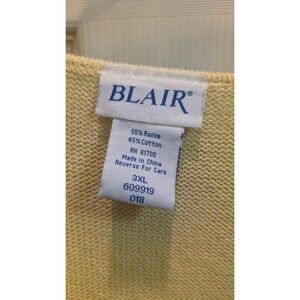 BLAIR®
55% Ramie
45% Cotton
RN 81700
Made in China
Reverse For Care
3XL
609919
018